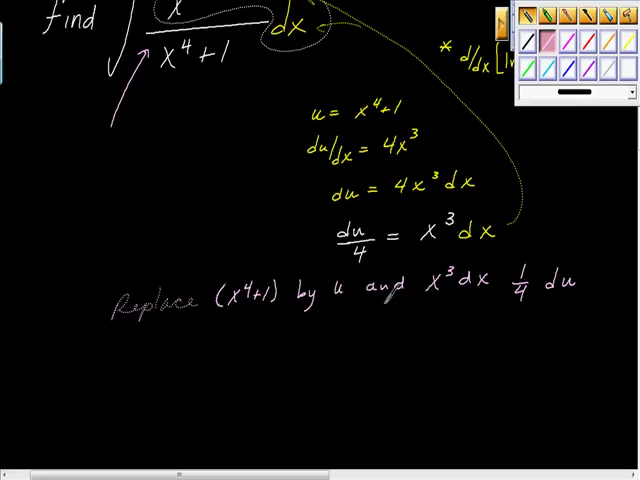 find ∫ x / x⁴ + 1 dx
* d/dx [ln
u = x⁴+1
du/dx = 4x³
du = 4x³ dx
du/4 = x³ dx
Replace (x⁴+1) by u and x³ dx 1/4 du